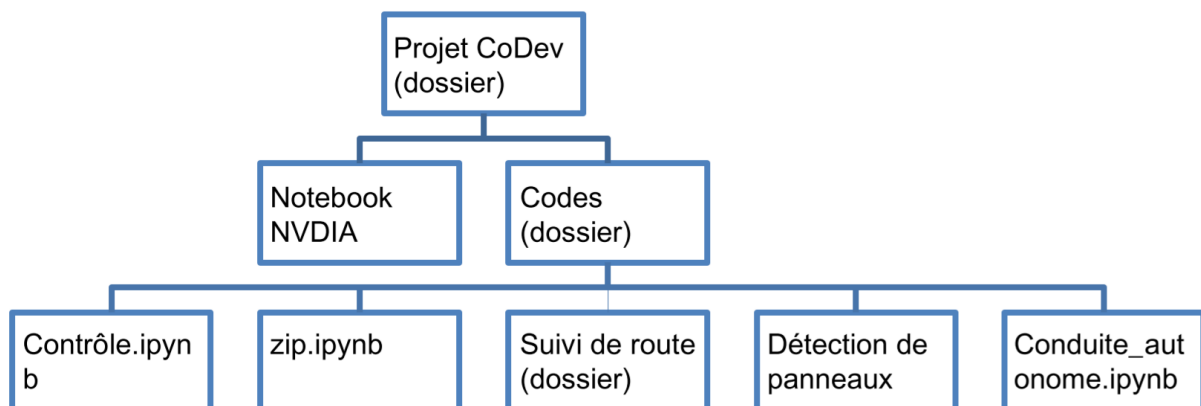 Projet CoDev
(dossier)
Notebook
NVDIA
Codes
(dossier)
Contrôle.ipyn
b
zip.ipynb
Suivi de route
(dossier)
Détection de
panneaux
Conduite_aut
onome.ipynb